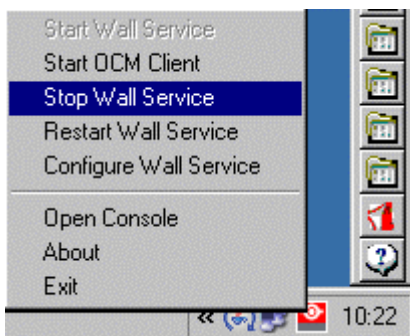 Start Wall Service
Start OCM Client
Stop Wall Service
Restart Wall Service
Configure Wall Service
Open Console
About
Exit
10:22